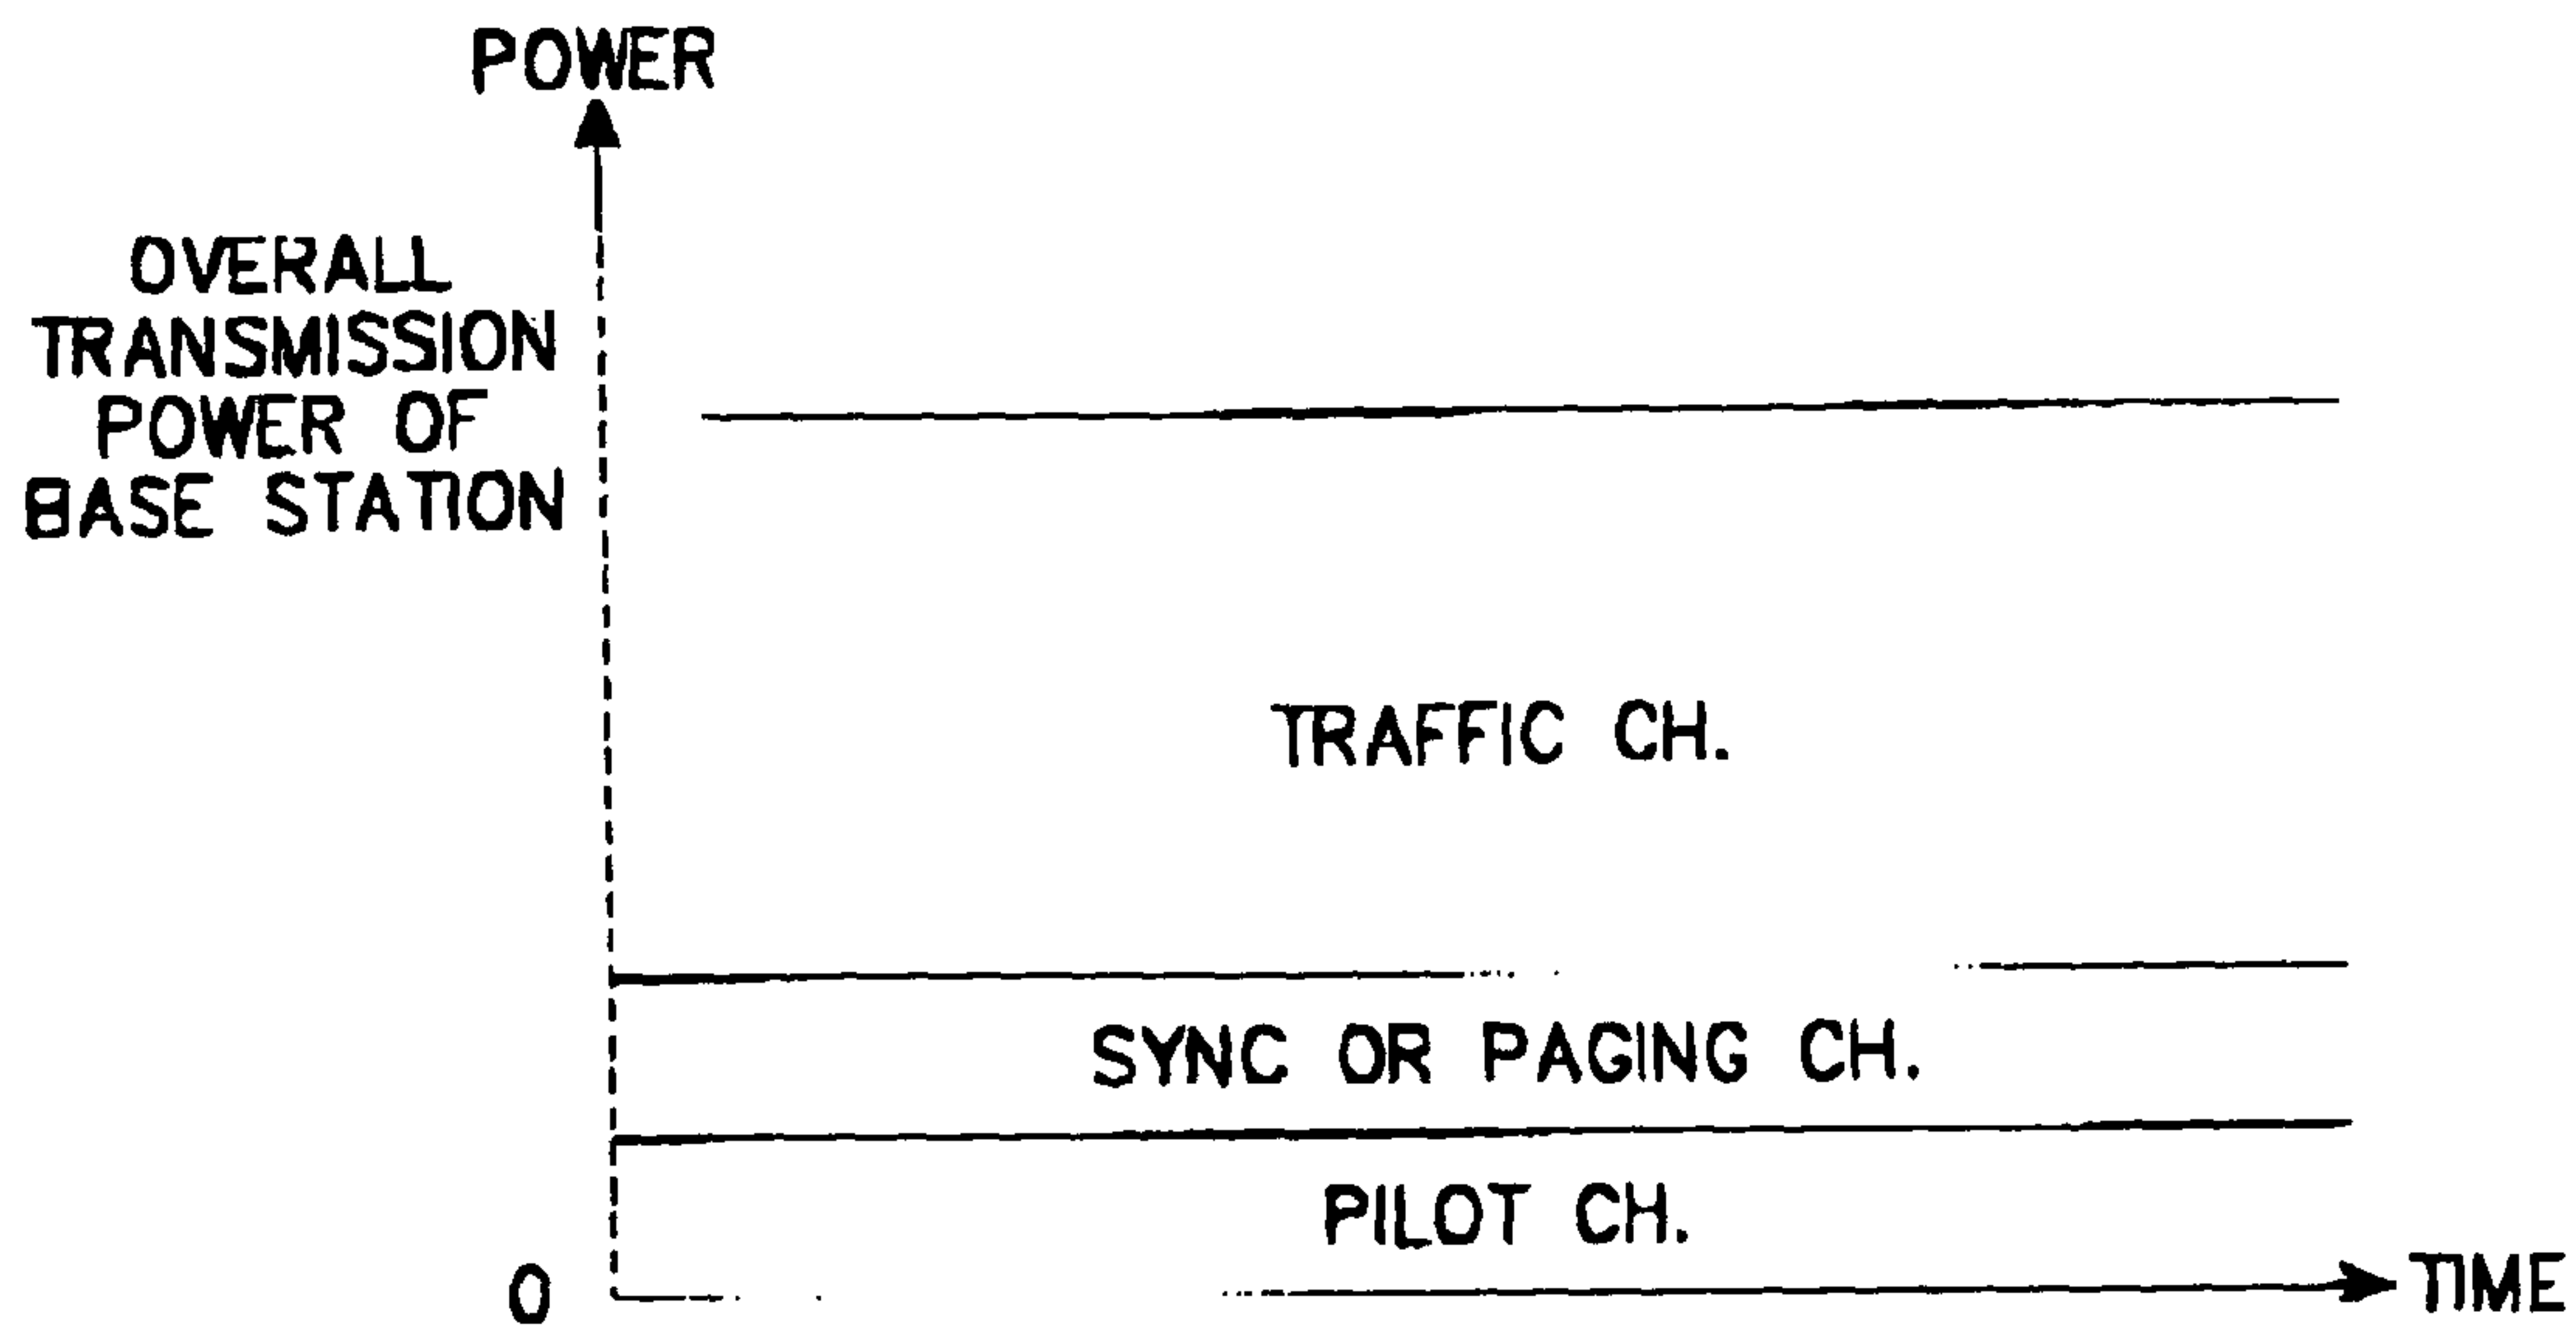 POWER
OVERALL
TRANSMISSION
POWER OF
BASE STATION
TRAFFIC CH.
SYNC OR PAGING CH.
PILOT CH.
0
TIME